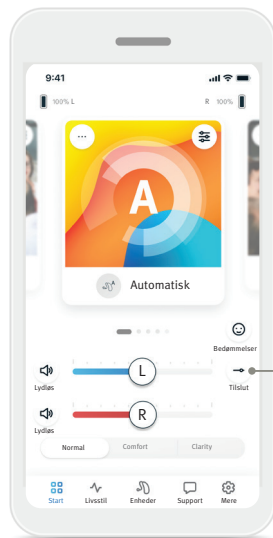 9:41
100% L
R 100%
A
Automatisk
Bedømmelser
L
Lydløs
Tilslut
R
Lydløs
Normal Comfort Clarity
Start Livsstil Enheder Support Mere